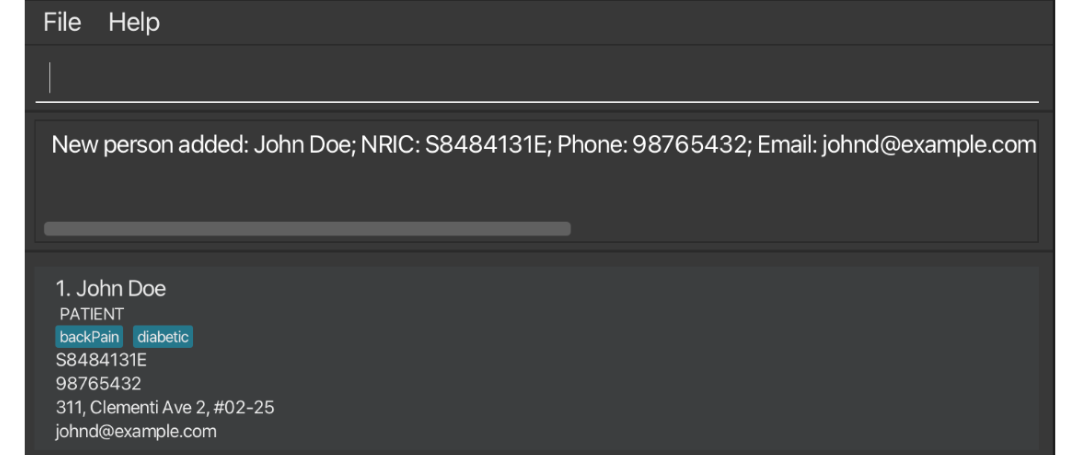 File Help
New person added: John Doe; NRIC: S8484131E; Phone: 98765432; Email: johnd@example.com
1. John Doe
PATIENT
backPain diabetic
S8484131E
98765432
311, Clementi Ave 2, #02-25
johnd@example.com